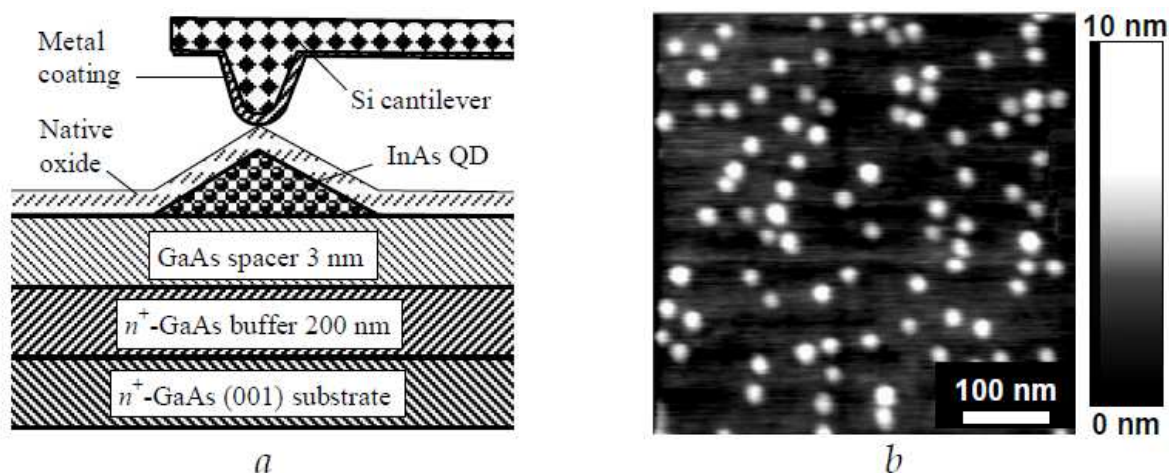 Metal
coating
Si cantilever
Native
oxide
InAs QD
GaAs spacer 3 nm
n⁺-GaAs buffer 200 nm
n⁺-GaAs (001) substrate
a
10 nm
100 nm
0 nm
b